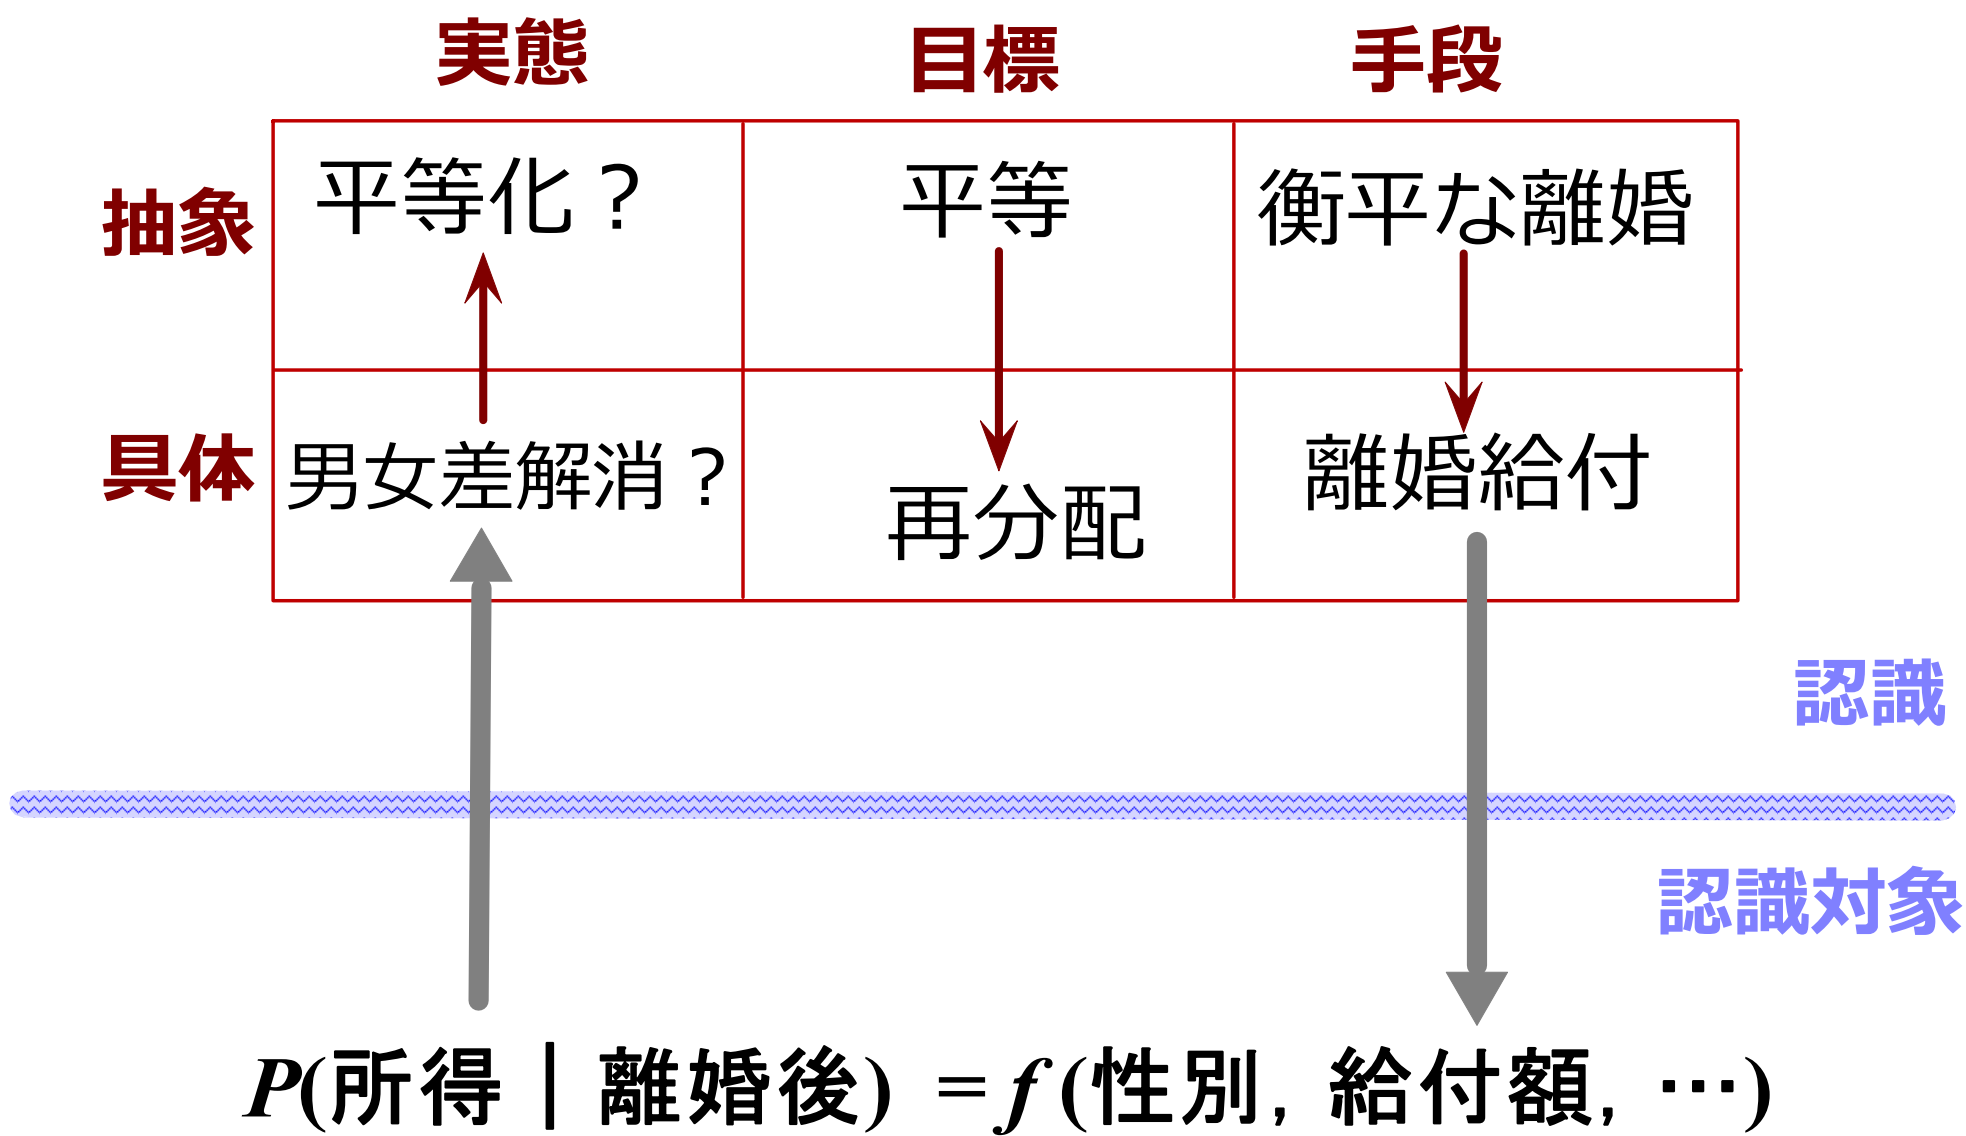 実態 目標 手段
抽象 平等化？ 平等 衡平な離婚
具体 男女差解消？ 再分配 離婚給付
認識
認識対象
P(所得｜離婚後) = f (性別, 給付額, …)